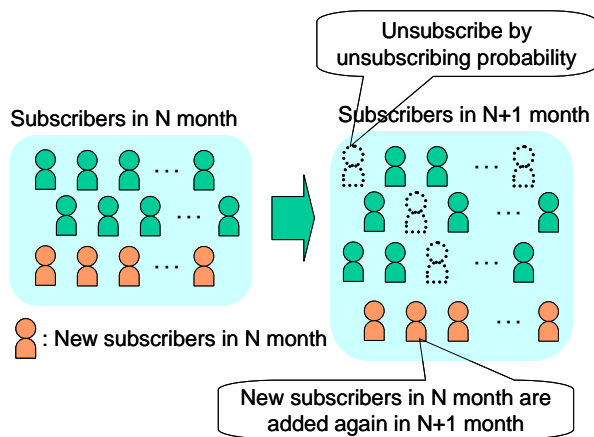 Unsubscribe by
unsubscribing probability
Subscribers in N month
Subscribers in N+1 month
...
...
...
...
...
...
...
: New subscribers in N month
New subscribers in N month are
added again in N+1 month